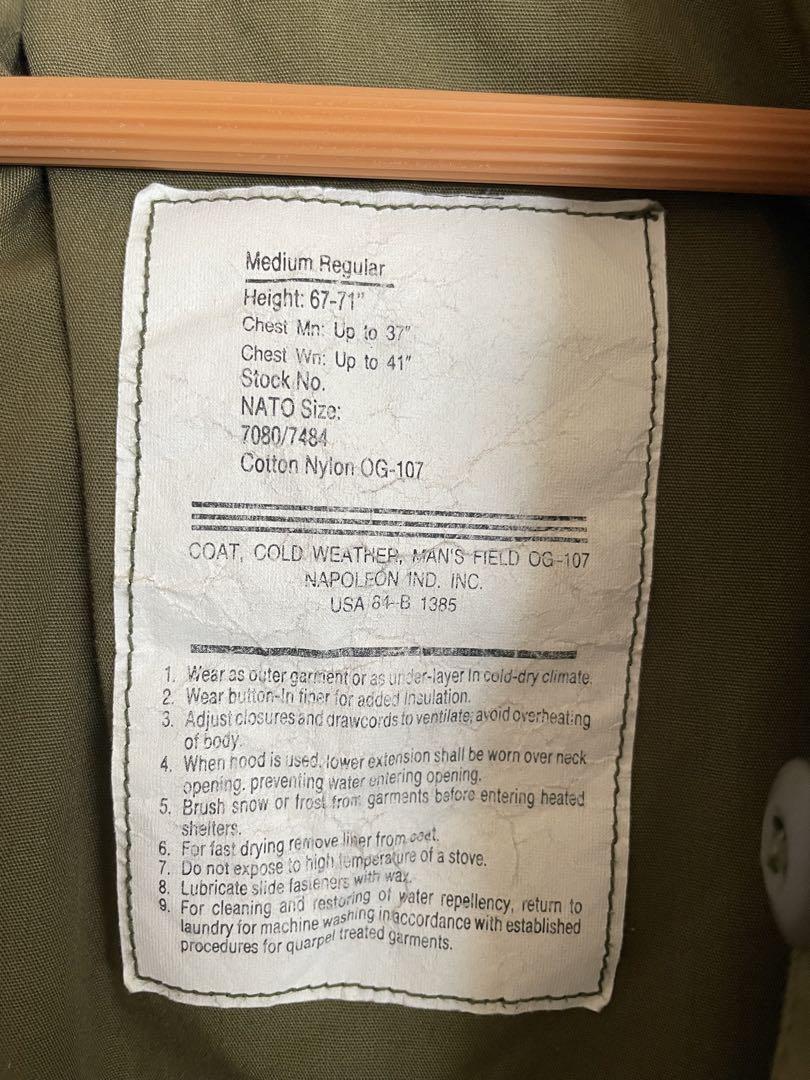 Medium Regular
Height: 67-71"
Chest Mn: Up to 37"
Chest Wn: Up to 41"
Stock No.
NATO Size:
7080/7484
Cotton Nylon OG-107
COAT, COLD WEATHER, MAN'S FIELD OG-107
NAPOLEON IND. INC.
USA 84-B 1385
1. Wear as outer garment or as under-layer in cold-dry climate.
2. Wear button-in finer for added insulation.
3. Adjust closures and drawcords to ventilate; avoid overheating
of body.
4. When hood is used, lower extension shall be worn over neck
opening, preventing water entering opening.
5. Brush snow or frost from garments before entering heated
shelters.
6. For fast drying remove liner from coat.
7. Do not expose to high temperature of a stove.
8. Lubricate slide fasteners with wax.
9. For cleaning and restoring of water repellency, return to
laundry for machine washing in accordance with established
procedures for quarpel treated garments.